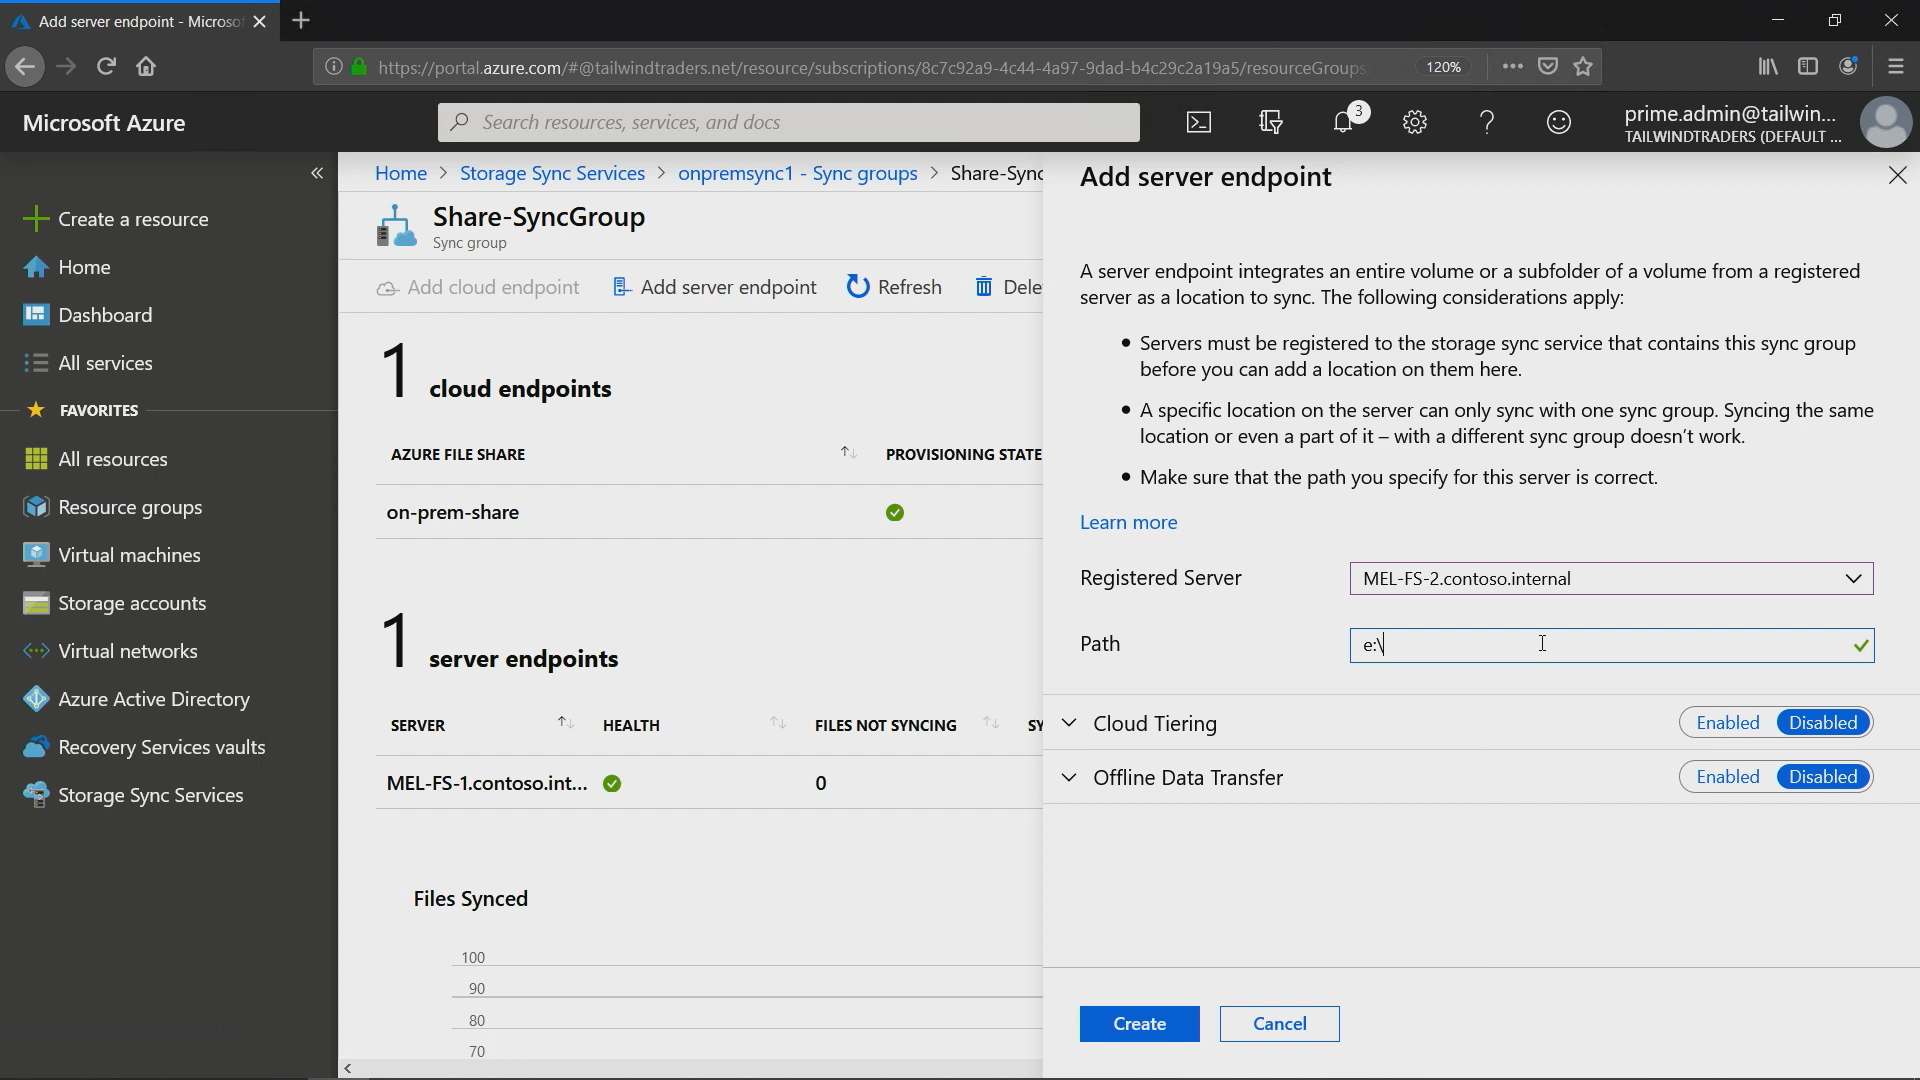 Add server endpoint - Microsof
https://portal.azure.com/#@tailwindtraders.net/resource/subscriptions/8c7c92a9-4c44-4a97-9dad-b4c29c2a19a5/resourceGroups/
120%
Microsoft Azure
Search resources, services, and docs
3
prime.admin@tailwin...
TAILWINDTRADERS (DEFAULT ...
Create a resource
Home
Dashboard
All services
FAVORITES
All resources
Resource groups
Virtual machines
Storage accounts
Virtual networks
Azure Active Directory
Recovery Services vaults
Storage Sync Services
Home > Storage Sync Services > onpremsync1 - Sync groups > Share-Sync
Share-SyncGroup
Sync group
Add cloud endpoint
Add server endpoint
Refresh
Dele
1 cloud endpoints
AZURE FILE SHARE
PROVISIONING STATE
on-prem-share
1 server endpoints
SERVER
HEALTH
FILES NOT SYNCING
SY
MEL-FS-1.contoso.int...
0
Files Synced
100
90
80
70
Add server endpoint
A server endpoint integrates an entire volume or a subfolder of a volume from a registered
server as a location to sync. The following considerations apply:
• Servers must be registered to the storage sync service that contains this sync group
before you can add a location on them here.
• A specific location on the server can only sync with one sync group. Syncing the same
location or even a part of it – with a different sync group doesn't work.
• Make sure that the path you specify for this server is correct.
Learn more
Registered Server
MEL-FS-2.contoso.internal
Path
e:\
Cloud Tiering
Enabled
Disabled
Offline Data Transfer
Enabled
Disabled
Create
Cancel